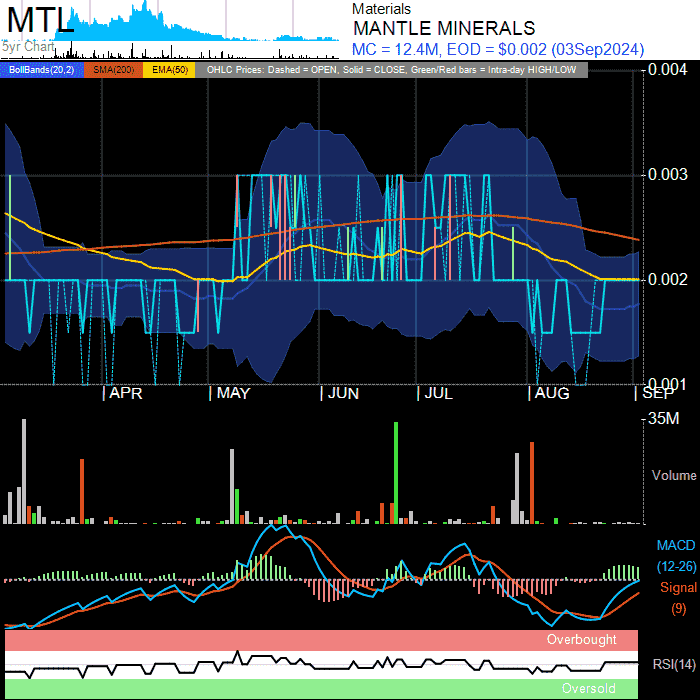 MTL
5yr Chart
Materials
MANTLE MINERALS
MC = 12.4M, EOD = $0.002 (03Sep2024)
BollBands(20,2) SMA(200) EMA(50) OHLC Prices: Dashed = OPEN, Solid = CLOSE, Green/Red bars = Intra-day HIGH/LOW
0.004
0.003
0.002
0.001
APR MAY JUN JUL AUG SEP
35M
Volume
MACD
(12-26)
Signal
(9)
Overbought
RSI(14)
Oversold